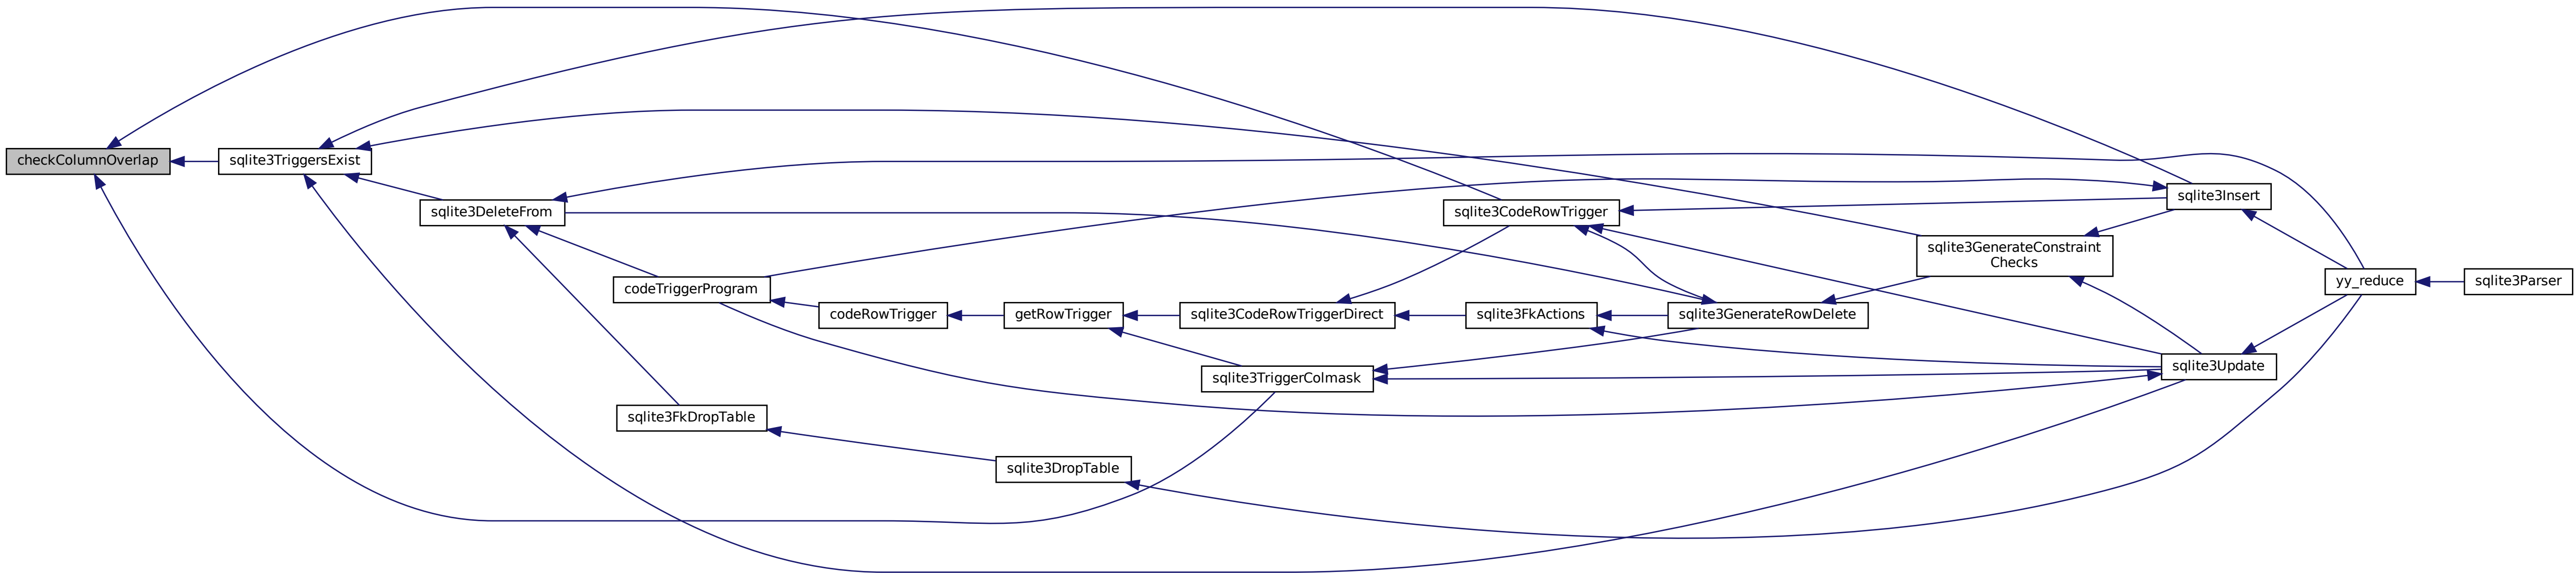 checkColumnOverlap
sqlite3TriggersExist
sqlite3DeleteFrom
codeTriggerProgram
sqlite3FkDropTable
codeRowTrigger
sqlite3DropTable
getRowTrigger
sqlite3CodeRowTriggerDirect
sqlite3TriggerColmask
sqlite3CodeRowTrigger
sqlite3FkActions
sqlite3GenerateRowDelete
sqlite3GenerateConstraint
Checks
sqlite3Insert
sqlite3Update
yy_reduce
sqlite3Parser